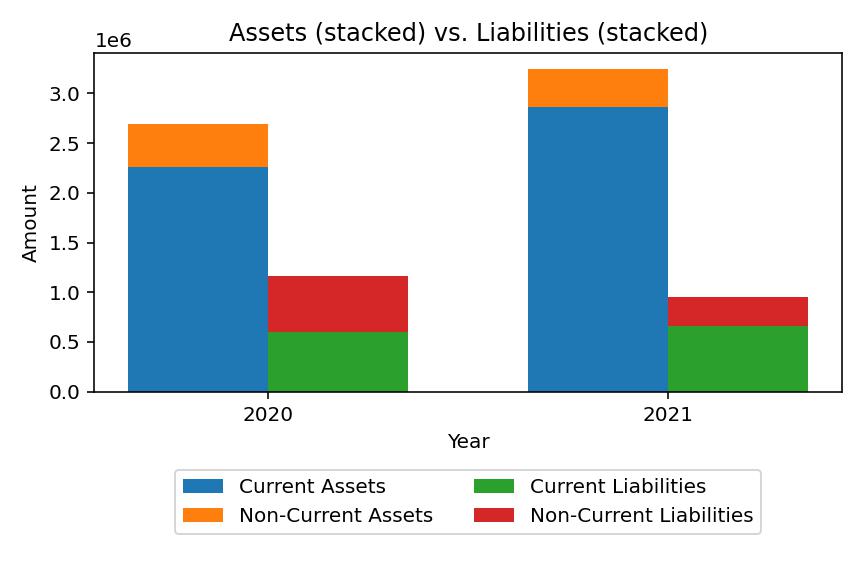 Assets (stacked) vs. Liabilities (stacked)
1e6
3.0
2.5
2.0
1.5
1.0
0.5
0.0
Amount
2020 2021
Year
Current Assets Current Liabilities
Non-Current Assets Non-Current Liabilities